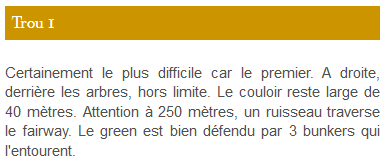 Trou 1
Certainement le plus difficile car le premier. A droite,
derrière les arbres, hors limite. Le couloir reste large de
40 mètres. Attention à 250 mètres, un ruisseau traverse
le fairway. Le green est bien défendu par 3 bunkers qui
l'entourent.